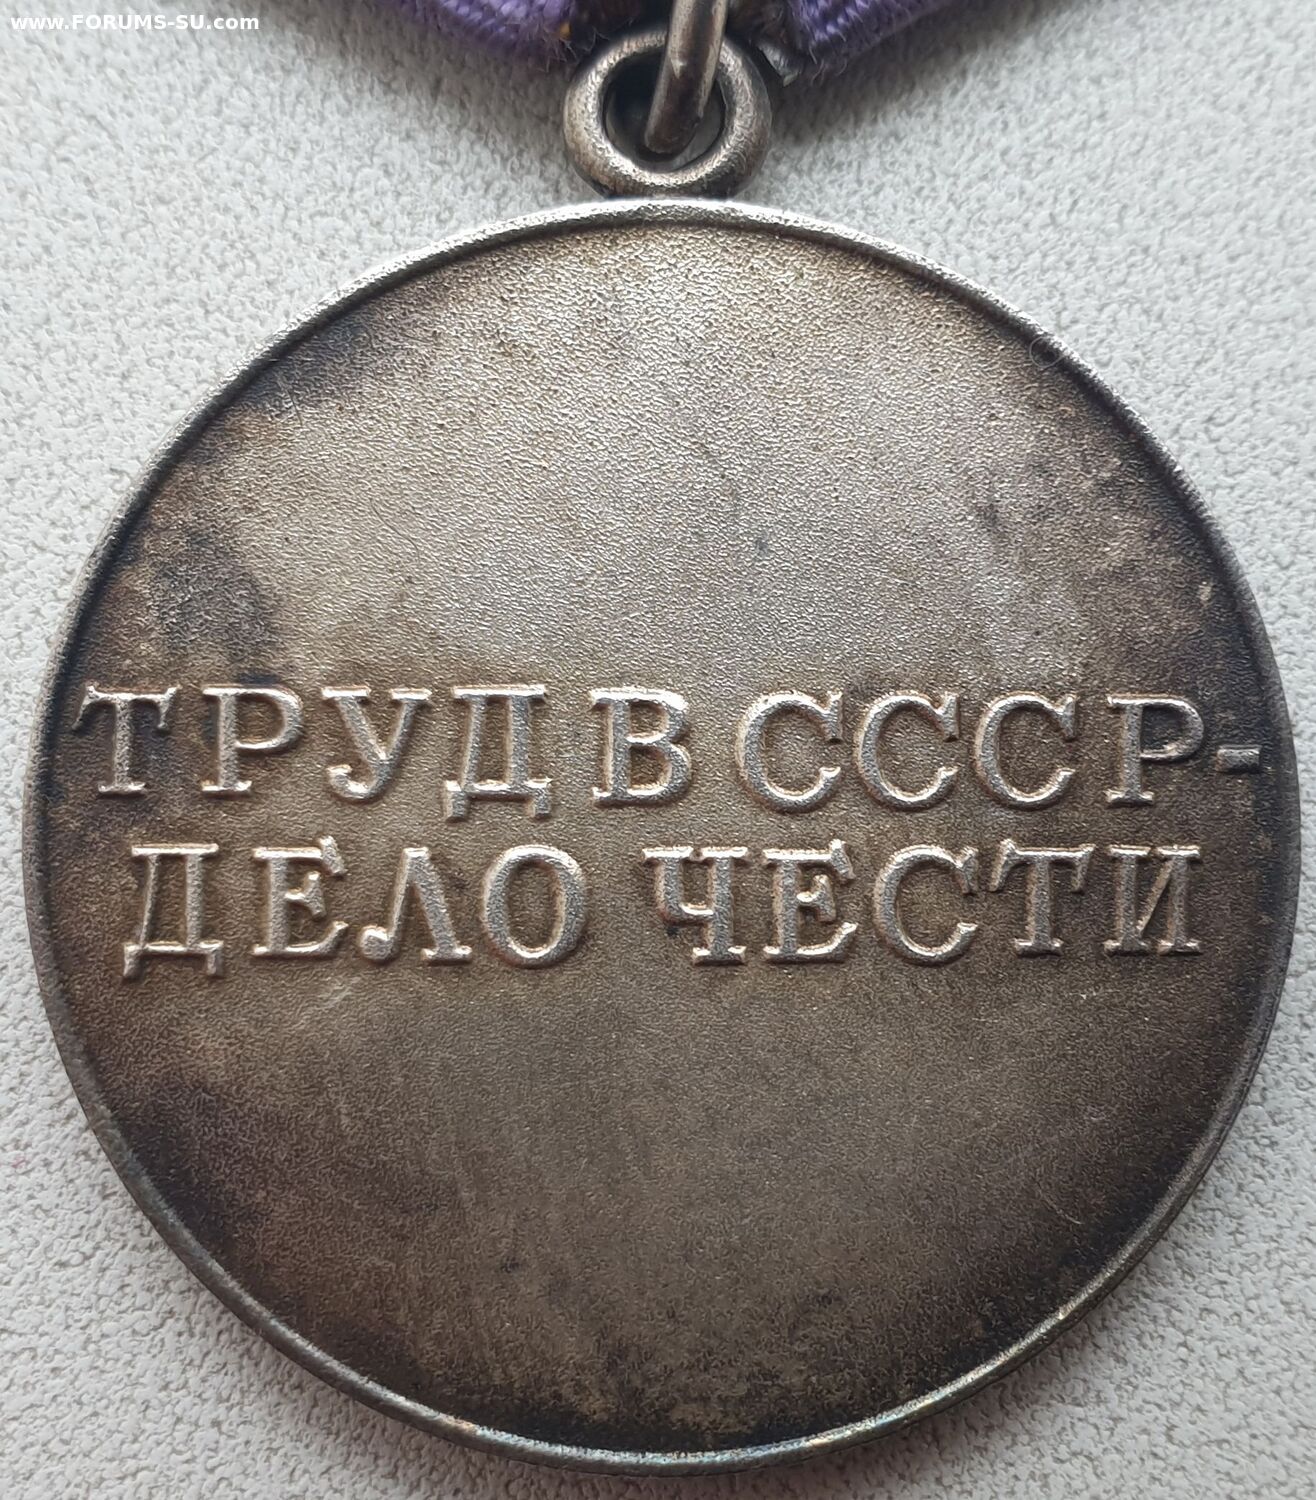 www.FORUMS-SU.com
ТРУД В СССР-
ДЕЛО ЧЕСТИ